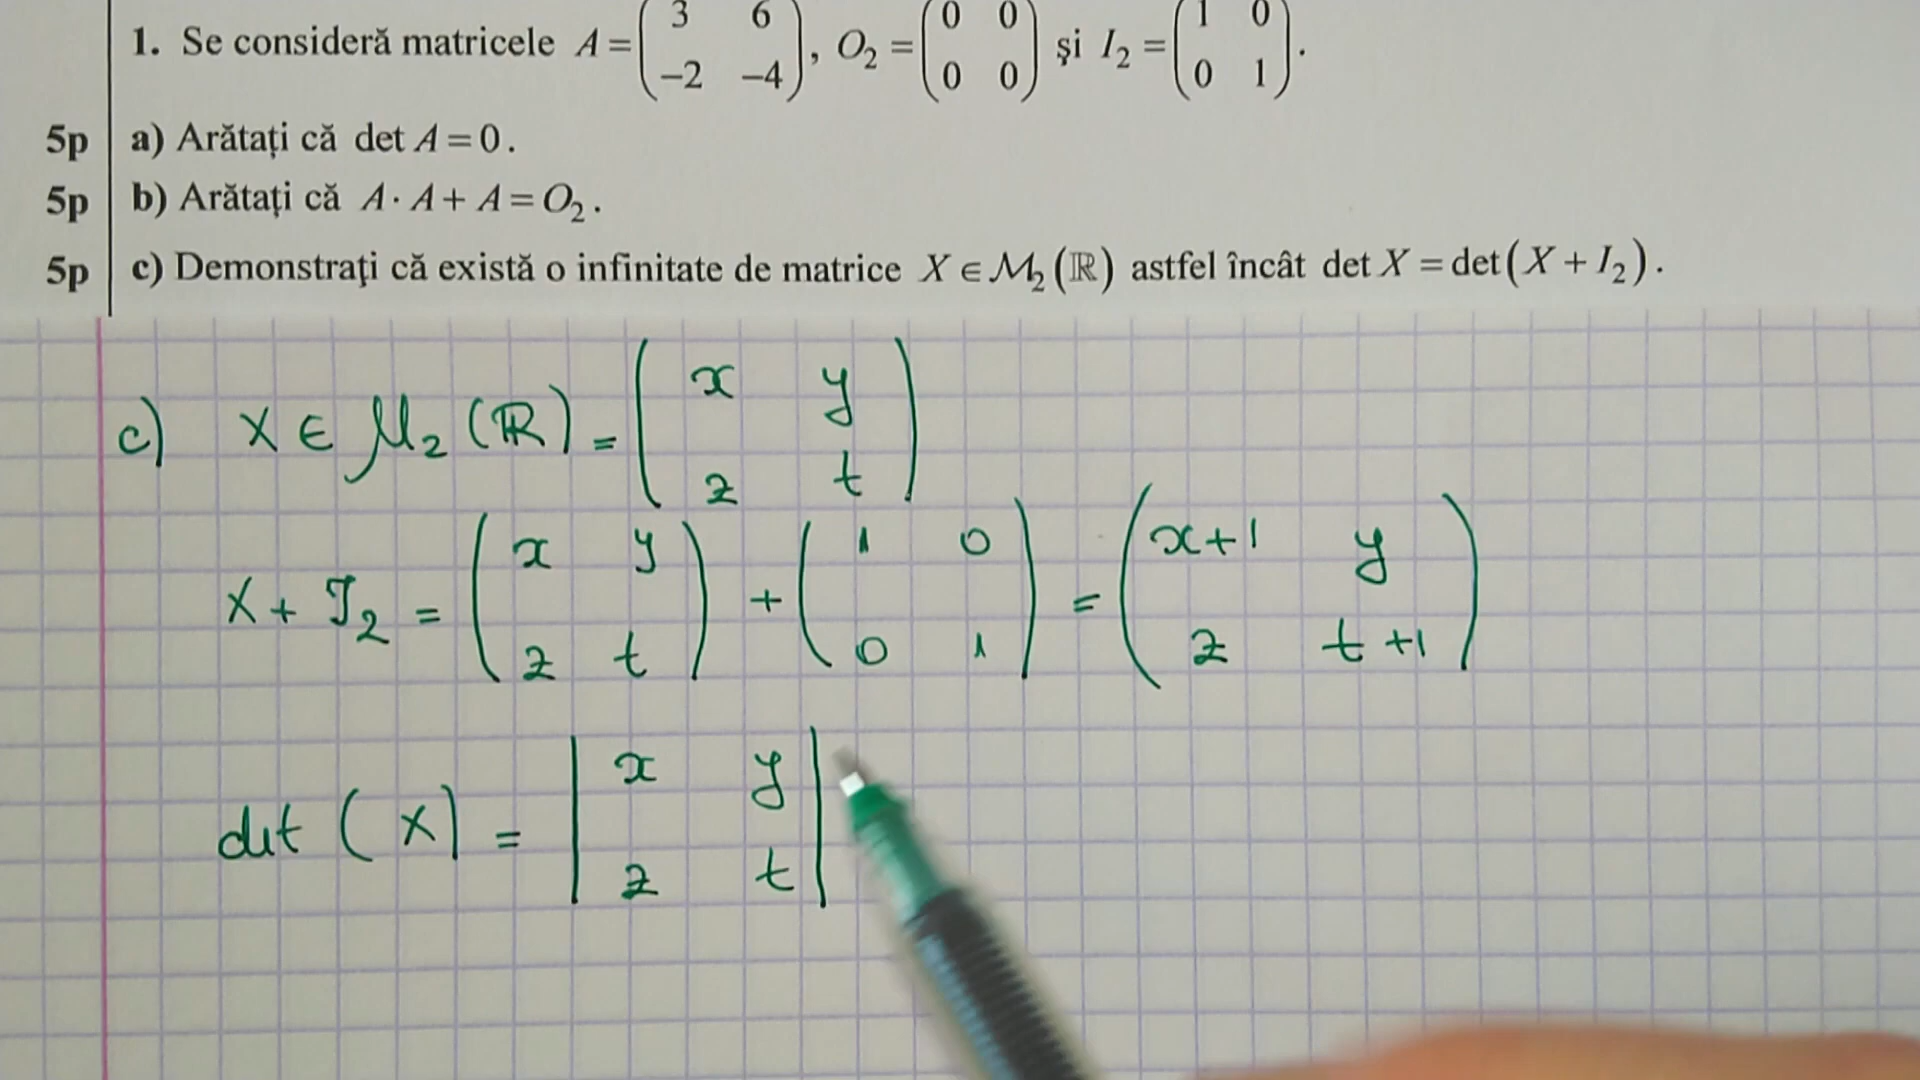 1. Se consideră matricele A = ( 3 6 ; −2 −4 ), O₂ = ( 0 0 ; 0 0 ) şi I₂ = ( 1 0 ; 0 1 ).
5p a) Arătați că det A = 0.
5p b) Arătați că A · A + A = O₂.
5p c) Demonstraţi că există o infinitate de matrice X ∈ ℳ₂(ℝ) astfel încât det X = det(X + I₂).
c) X ∈ ℳ₂(ℝ) = ( x y ; z t )
X + I₂ = ( x y ; z t ) + ( 1 0 ; 0 1 ) = ( x+1 y ; z t+1 )
det (X) = | x y ; z t |